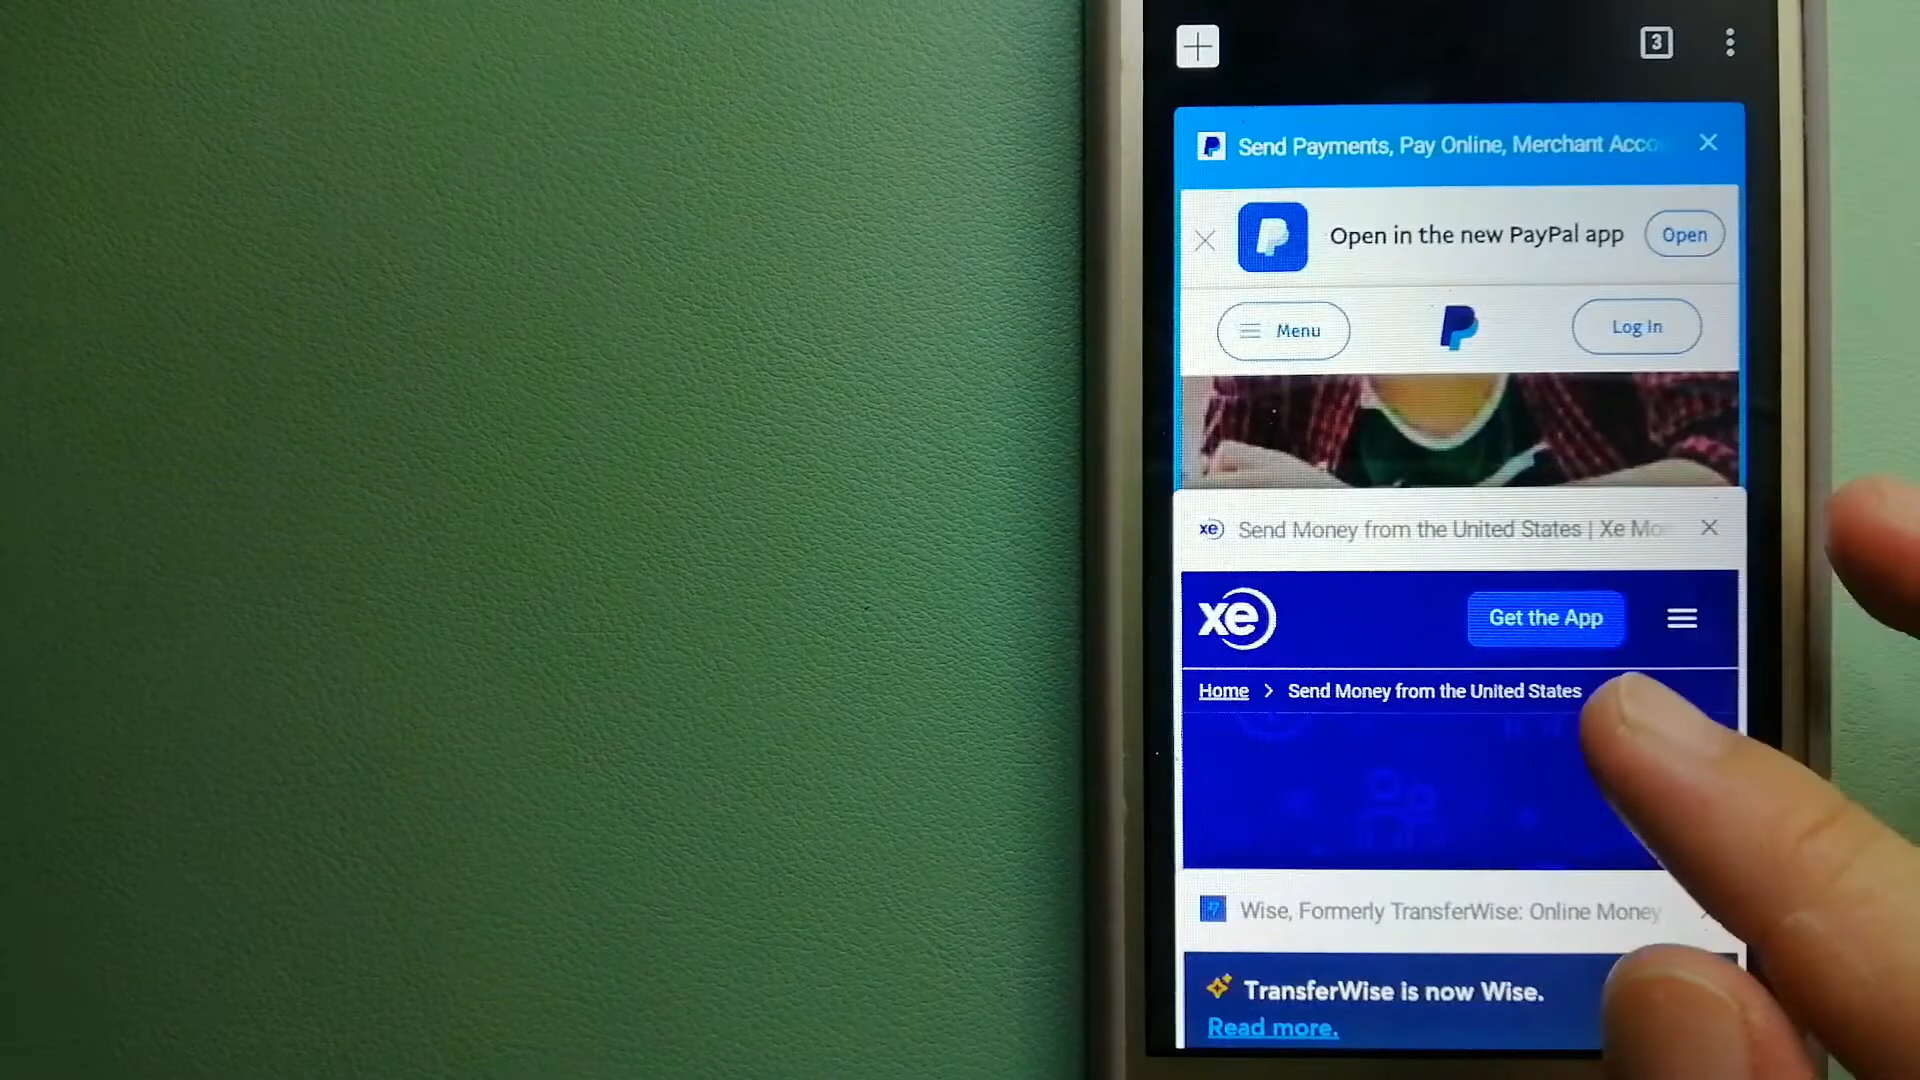 3
Send Payments, Pay Online, Merchant Acco
Open in the new PayPal app
Open
Menu
Log In
xe Send Money from the United States | Xe Mo
xe
Get the App
Home > Send Money from the United States
Wise, Formerly TransferWise: Online Money
TransferWise is now Wise.
Read more.